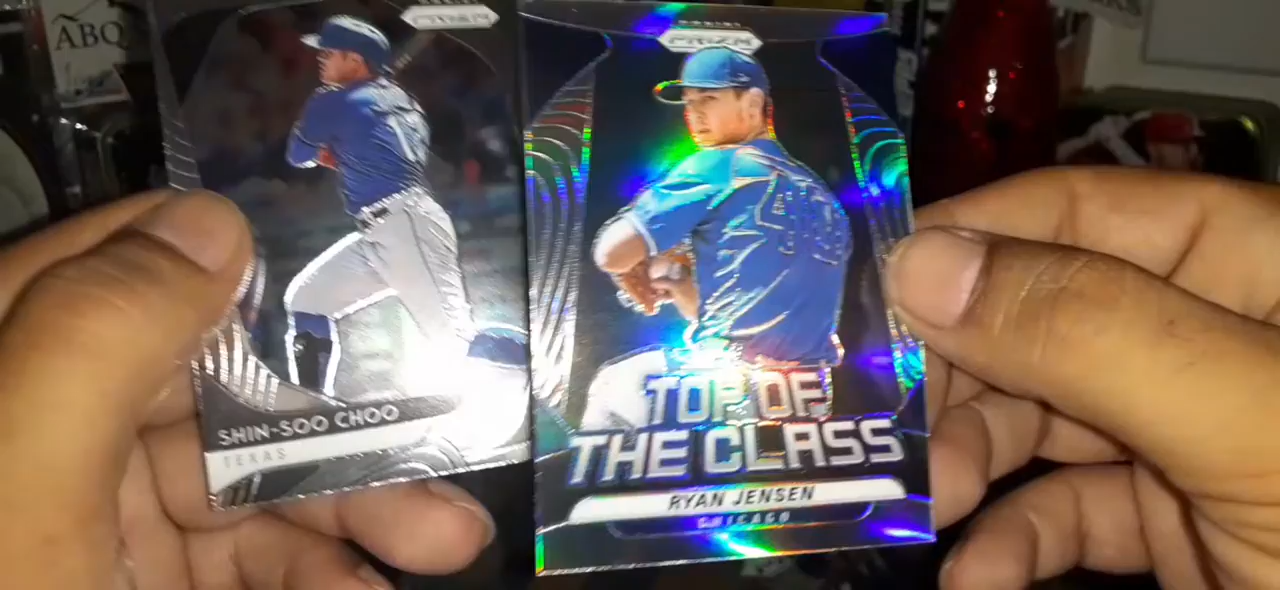 ABQ
PRIZM
SHIN-SOO CHOO
TEXAS
PRIZM
TOP OF
THE CLASS
RYAN JENSEN
CHICAGO